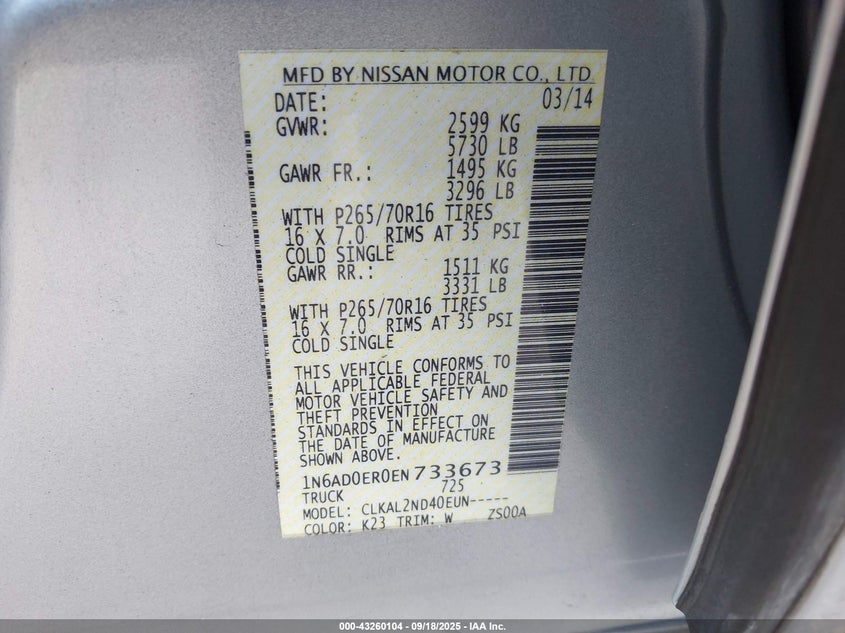 MFD BY NISSAN MOTOR CO., LTD.
DATE: 03/14
GVWR: 2599 KG
5730 LB
GAWR FR.: 1495 KG
3296 LB
WITH P265/70R16 TIRES
16 X 7.0 RIMS AT 35 PSI
COLD SINGLE
GAWR RR.: 1511 KG
3331 LB
WITH P265/70R16 TIRES
16 X 7.0 RIMS AT 35 PSI
COLD SINGLE
THIS VEHICLE CONFORMS TO
ALL APPLICABLE FEDERAL
MOTOR VEHICLE SAFETY AND
THEFT PREVENTION
STANDARDS IN EFFECT ON
THE DATE OF MANUFACTURE
SHOWN ABOVE.
1N6AD0ER0EN733673
TRUCK 725
MODEL: CLKAL2ND40EUN-----
COLOR: K23 TRIM: W ZS00A
000-43260104 - 09/18/2025 - IAA Inc.